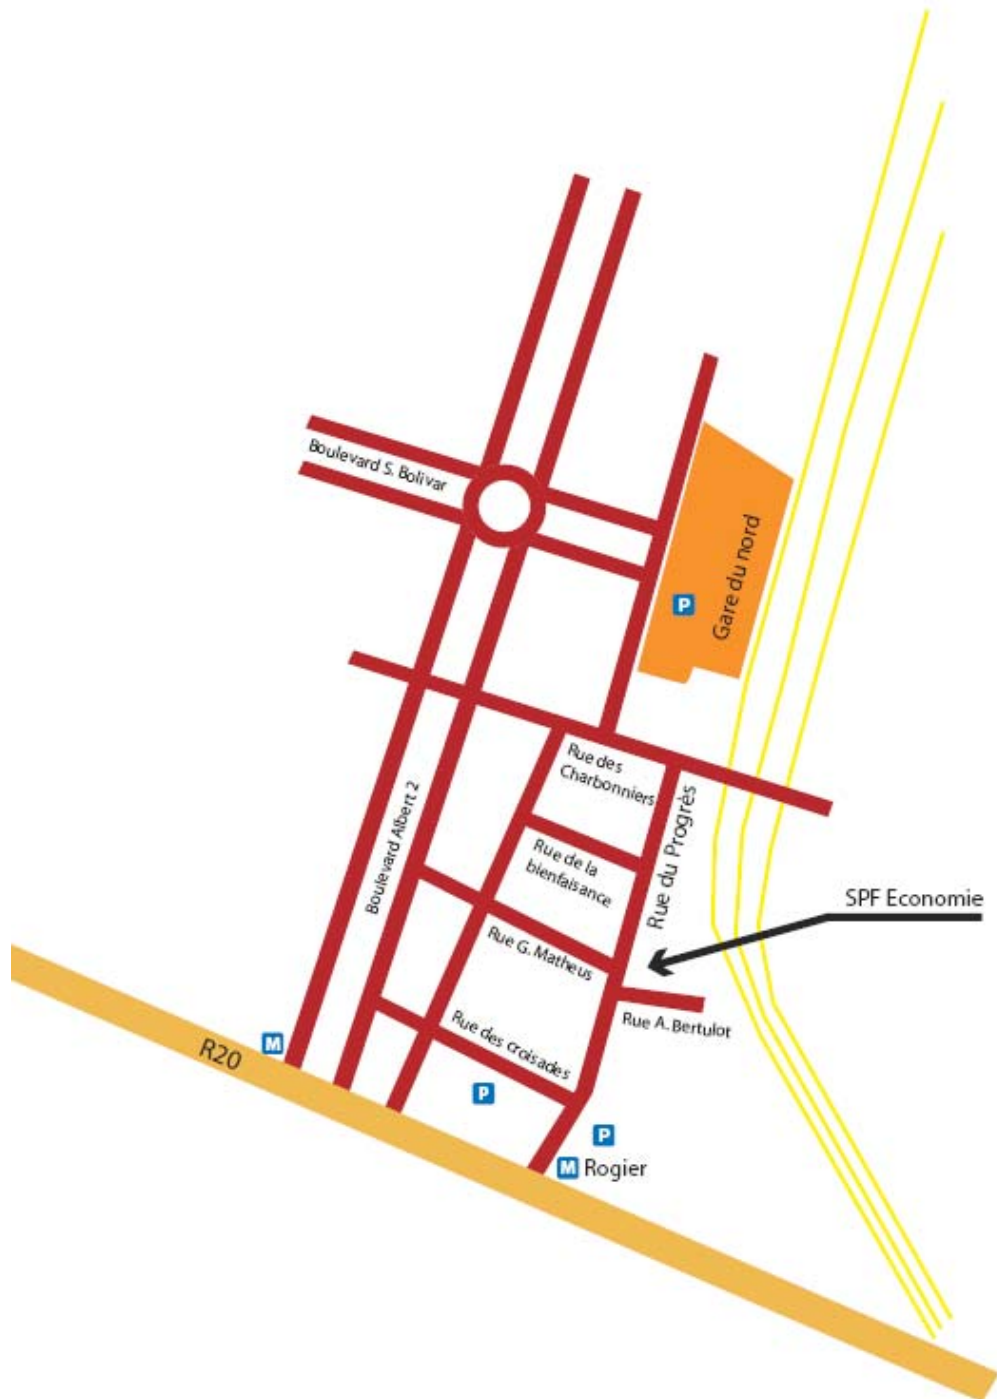 Boulevard S. Bolivar
Gare du nord
P
Rue des
Charbonniers
Rue du Progrès
Boulevard Albert 2
Rue de la
bienfaisance
SPF Economie
Rue G. Matheus
Rue A. Bertulot
Rue des croisades
M
R20
P
P
M Rogier